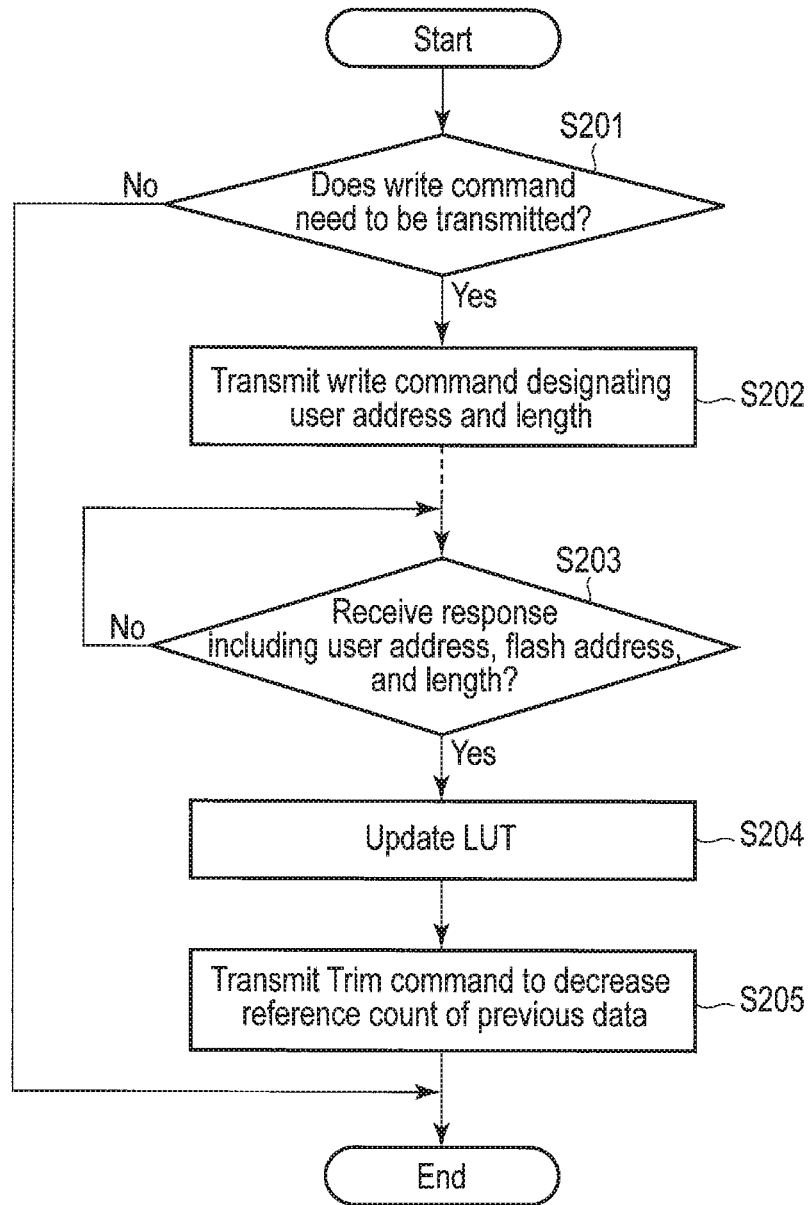 Start
S201
No
Does write command
need to be transmitted?
Yes
Transmit write command designating
user address and length
S202
S203
No
Receive response
including user address, flash address,
and length?
Yes
Update LUT
S204
Transmit Trim command to decrease
reference count of previous data
S205
End